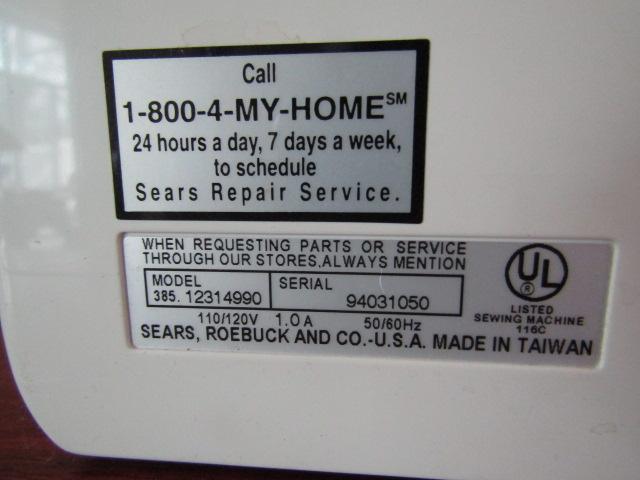 Call
1-800-4-MY-HOME℠
24 hours a day, 7 days a week,
to schedule
Sears Repair Service.
WHEN REQUESTING PARTS OR SERVICE
THROUGH OUR STORES,ALWAYS MENTION
MODEL
385. 12314990
SERIAL
94031050
110/120V 1.0 A 50/60Hz
SEARS, ROEBUCK AND CO.-U.S.A. MADE IN TAIWAN
UL
®
LISTED
SEWING MACHINE
116C